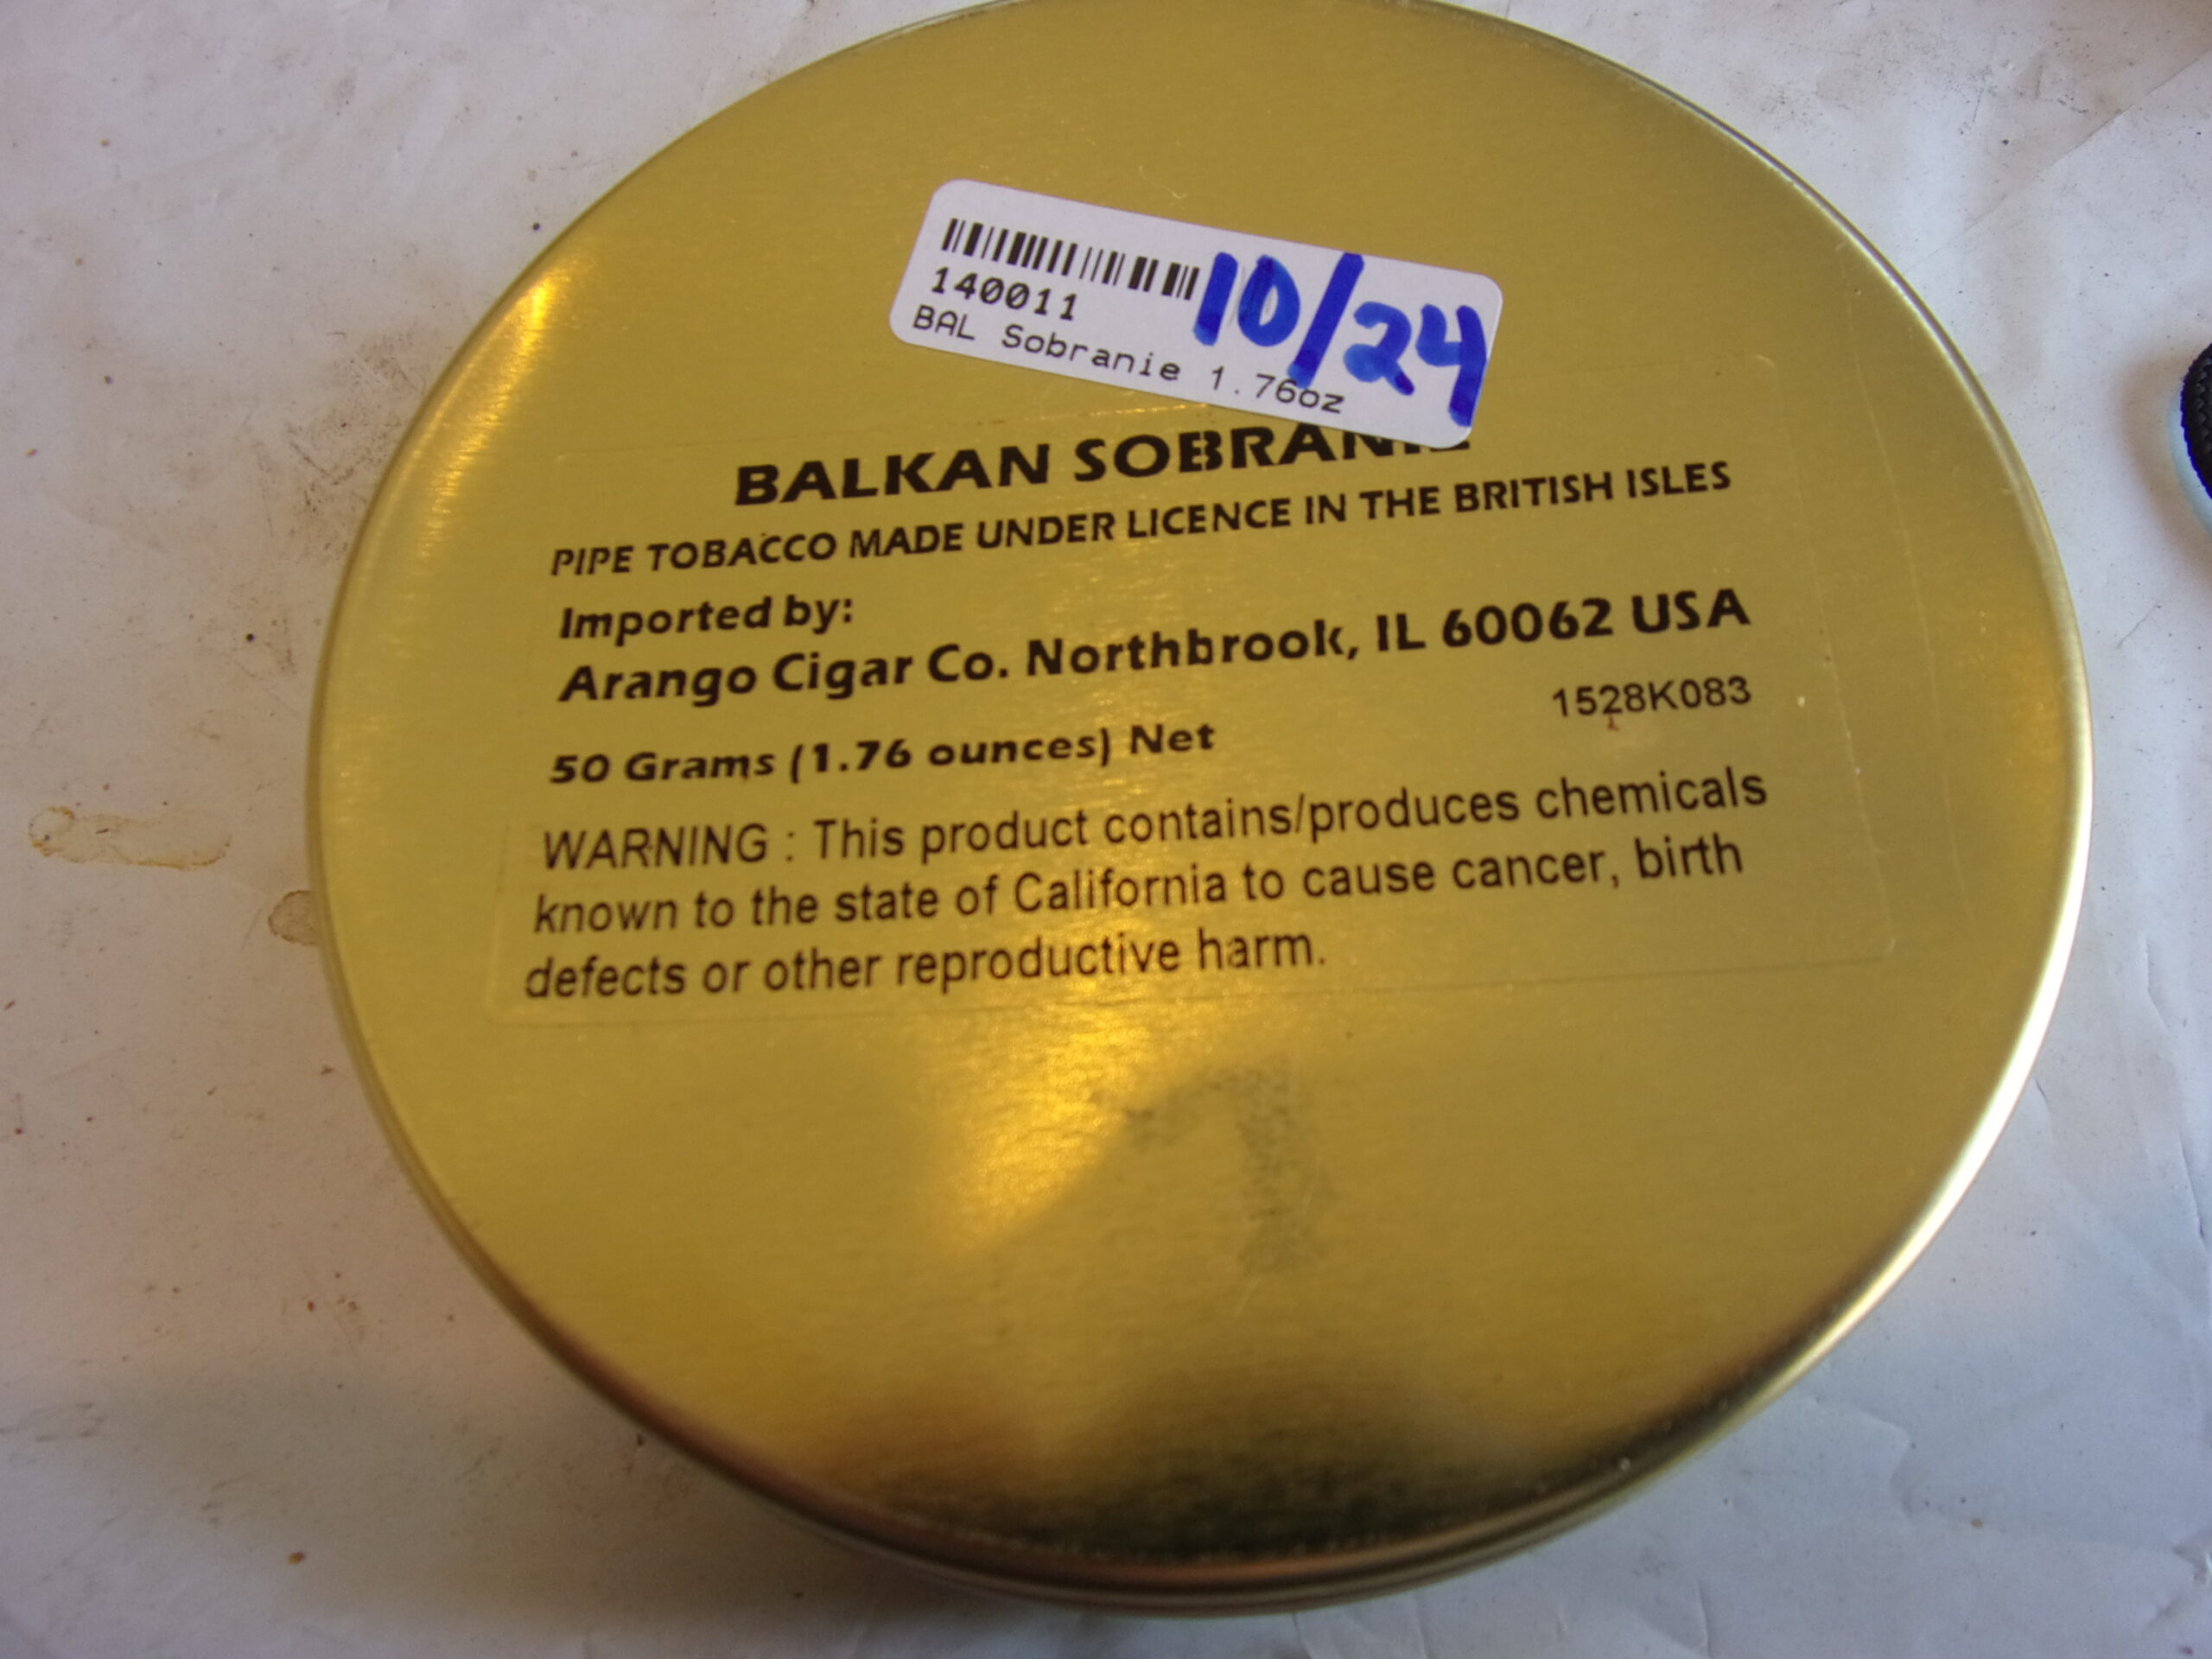 140011
10/24
BAL Sobranie 1.76oz
BALKAN SOBRANIE
PIPE TOBACCO MADE UNDER LICENCE IN THE BRITISH ISLES
Imported by:
Arango Cigar Co. Northbrook, IL 60062 USA
1528K083
50 Grams (1.76 ounces) Net
WARNING : This product contains/produces chemicals
known to the state of California to cause cancer, birth
defects or other reproductive harm.